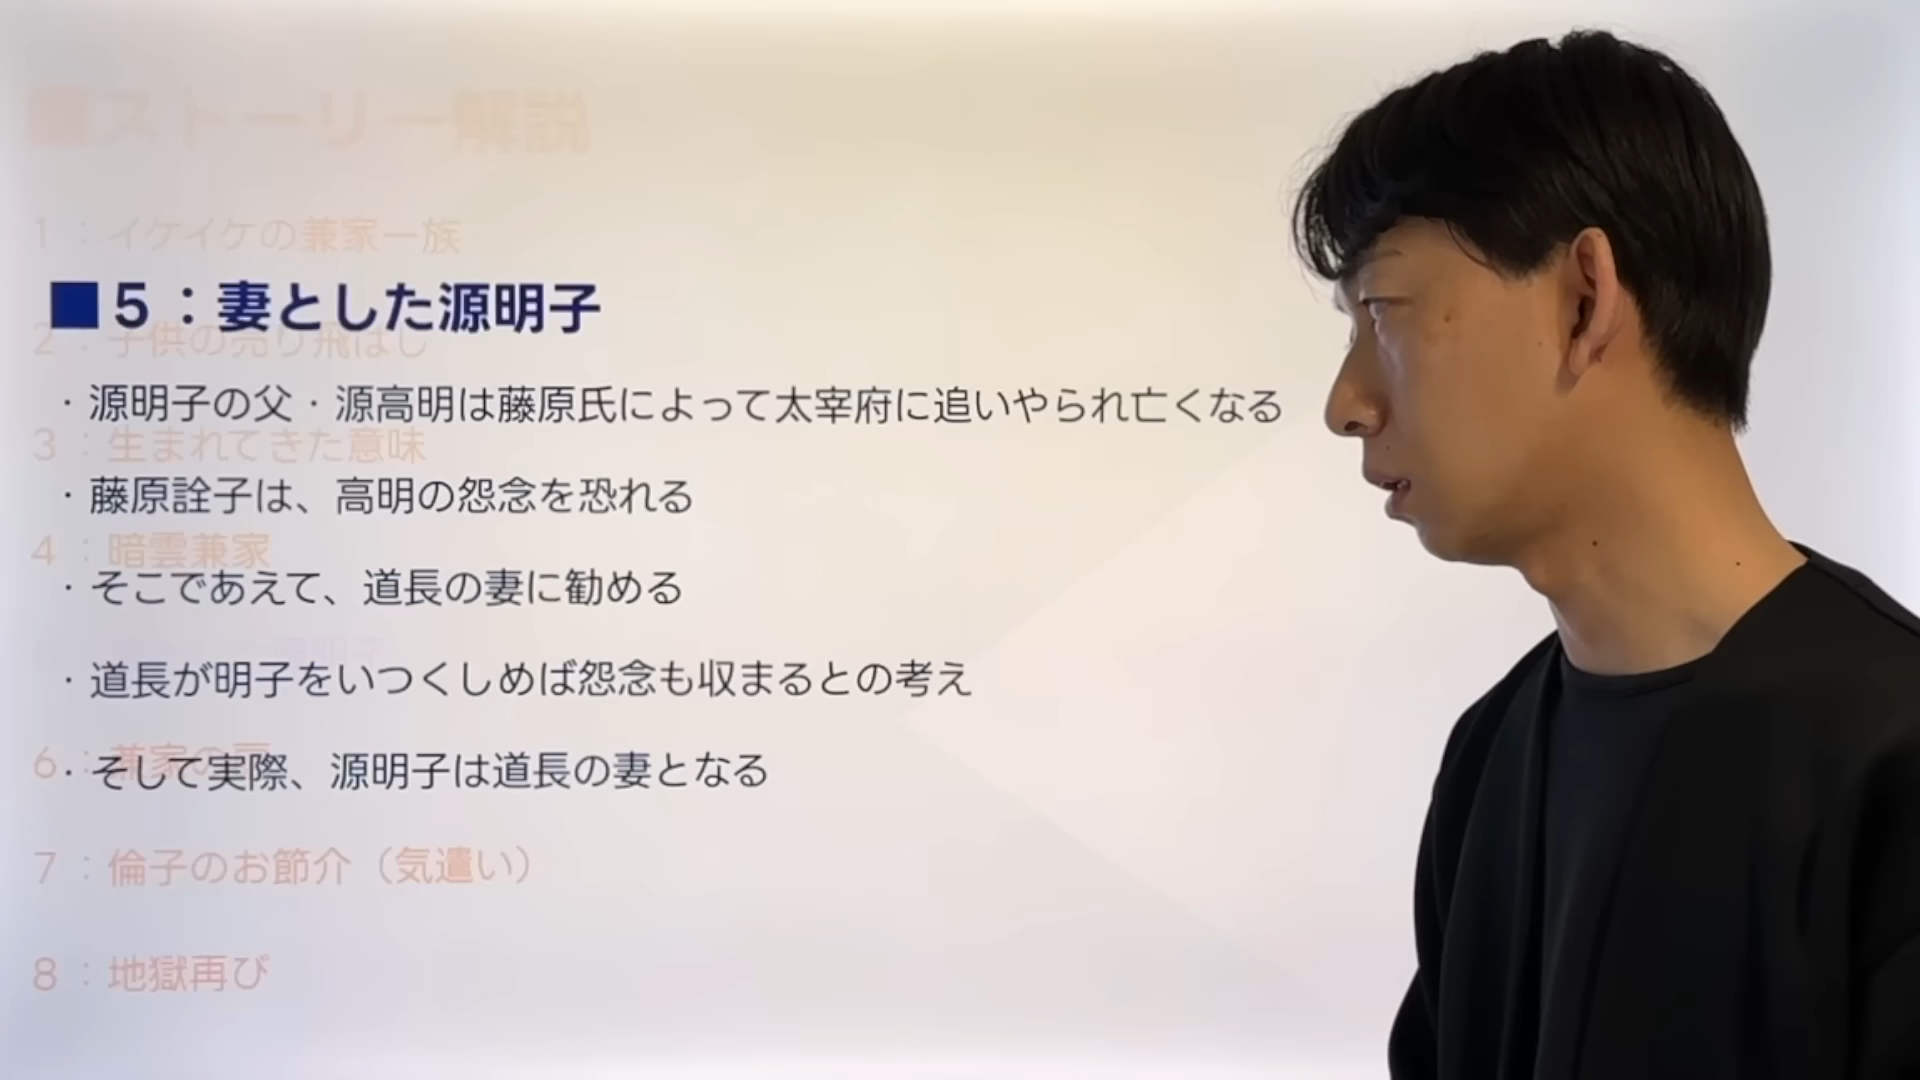 ■ストーリー解説
1：イケイケの兼家一族
■5：妻とした源明子
2：子供の売り飛ばし
・源明子の父・源高明は藤原氏によって太宰府に追いやられ亡くなる
3：生まれてきた意味
・藤原詮子は、高明の怨念を恐れる
4：暗雲兼家
・そこであえて、道長の妻に勧める
・道長が明子をいつくしめば怨念も収まるとの考え
6：兼家の
・そして実際、源明子は道長の妻となる
7：倫子のお節介（気遣い）
8：地獄再び